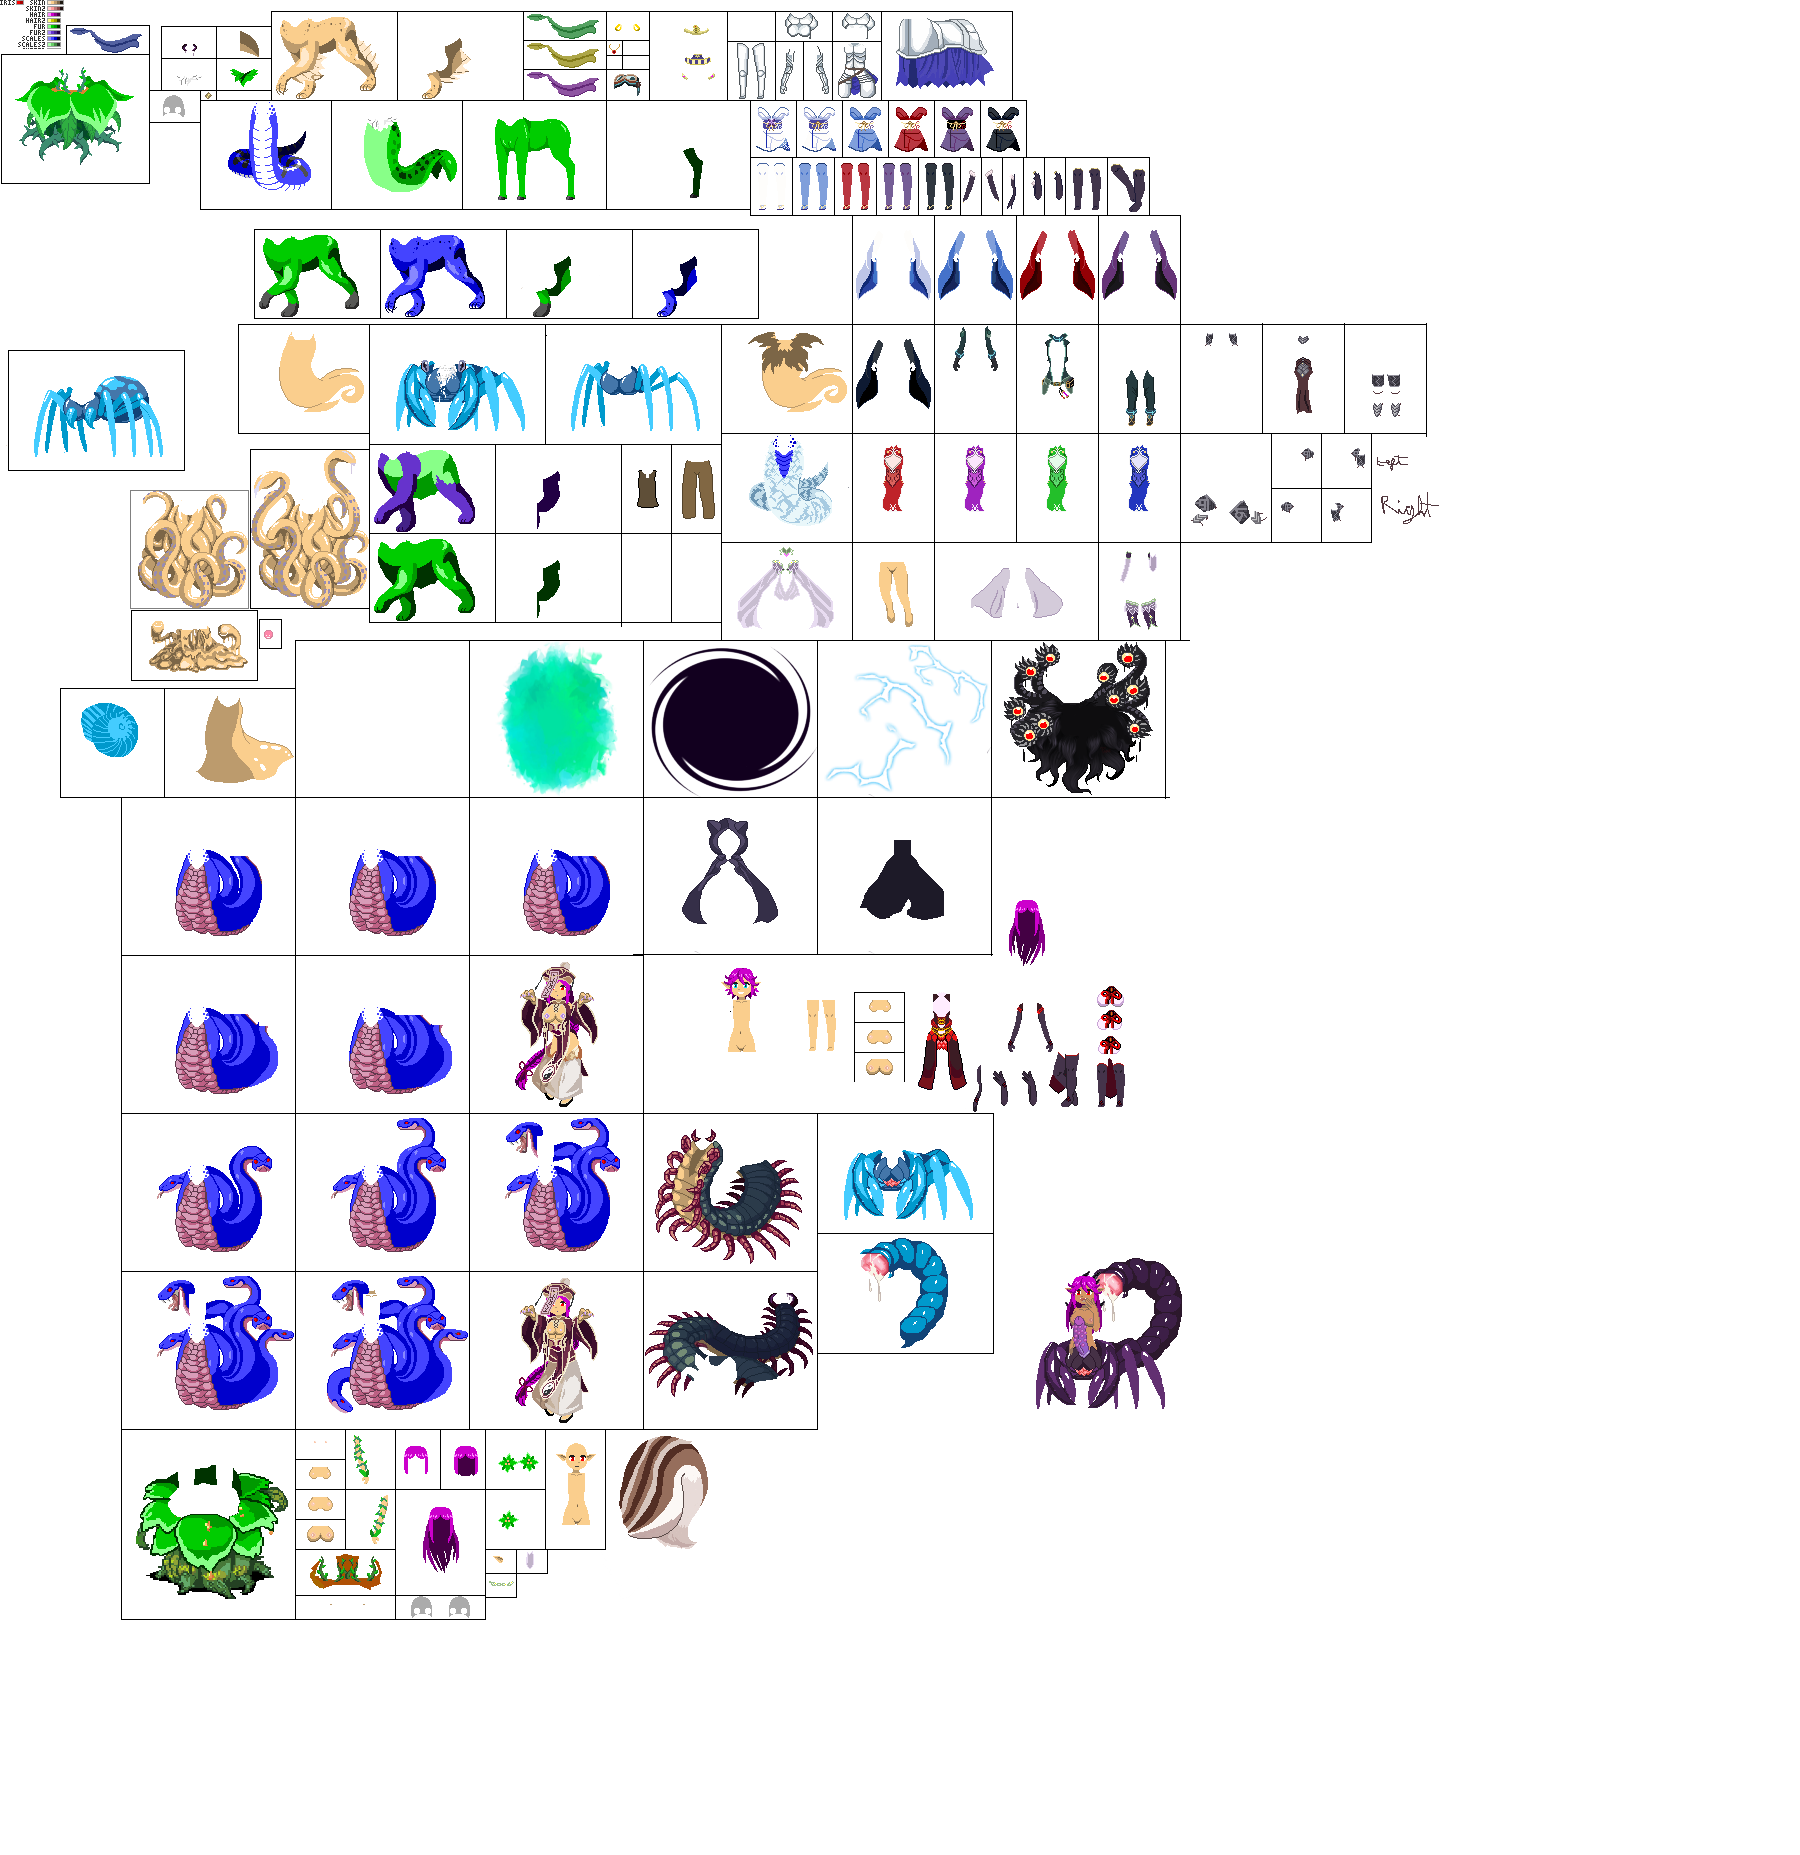 IRIS SKIN
SKIN2
HAIR
HAIR2
FUR
FUR2
SCALES
SCALES2
Left
Right